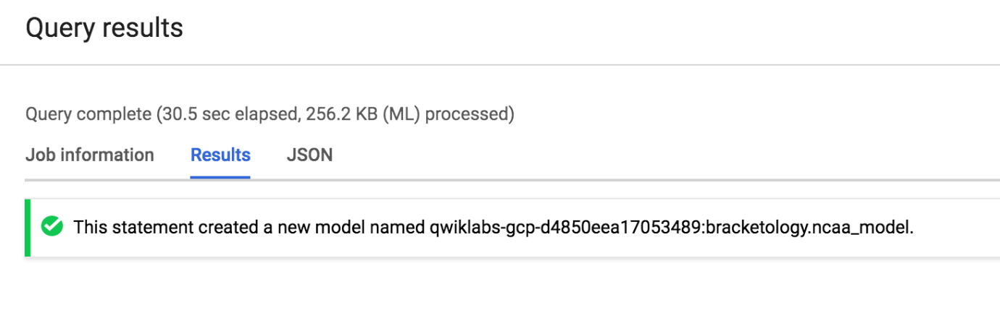 Query results
Query complete (30.5 sec elapsed, 256.2 KB (ML) processed)
Job information Results JSON
This statement created a new model named qwiklabs-gcp-d4850eea17053489:bracketology.ncaa_model.